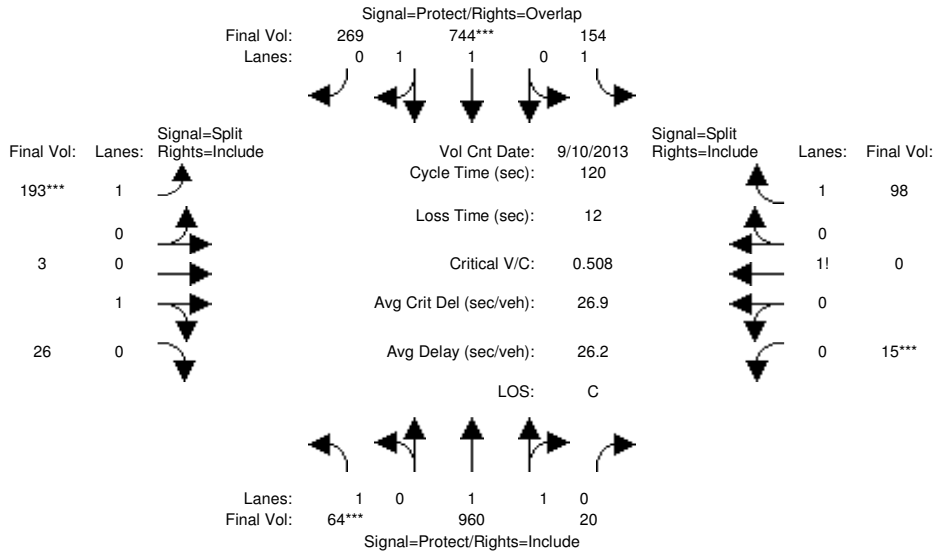 Signal=Protect/Rights=Overlap
Final Vol: 269 744*** 154
Lanes: 0 1 1 0 1
Signal=Split
Final Vol: Lanes: Rights=Include
Vol Cnt Date: 9/10/2013
Signal=Split
Rights=Include Lanes: Final Vol:
Cycle Time (sec): 120
193*** 1
1 98
Loss Time (sec): 12
0
0
3 0
Critical V/C: 0.508
1! 0
1
Avg Crit Del (sec/veh): 26.9
0
26 0
Avg Delay (sec/veh): 26.2
0 15***
LOS: C
Lanes: 1 0 1 1 0
Final Vol: 64*** 960 20
Signal=Protect/Rights=Include